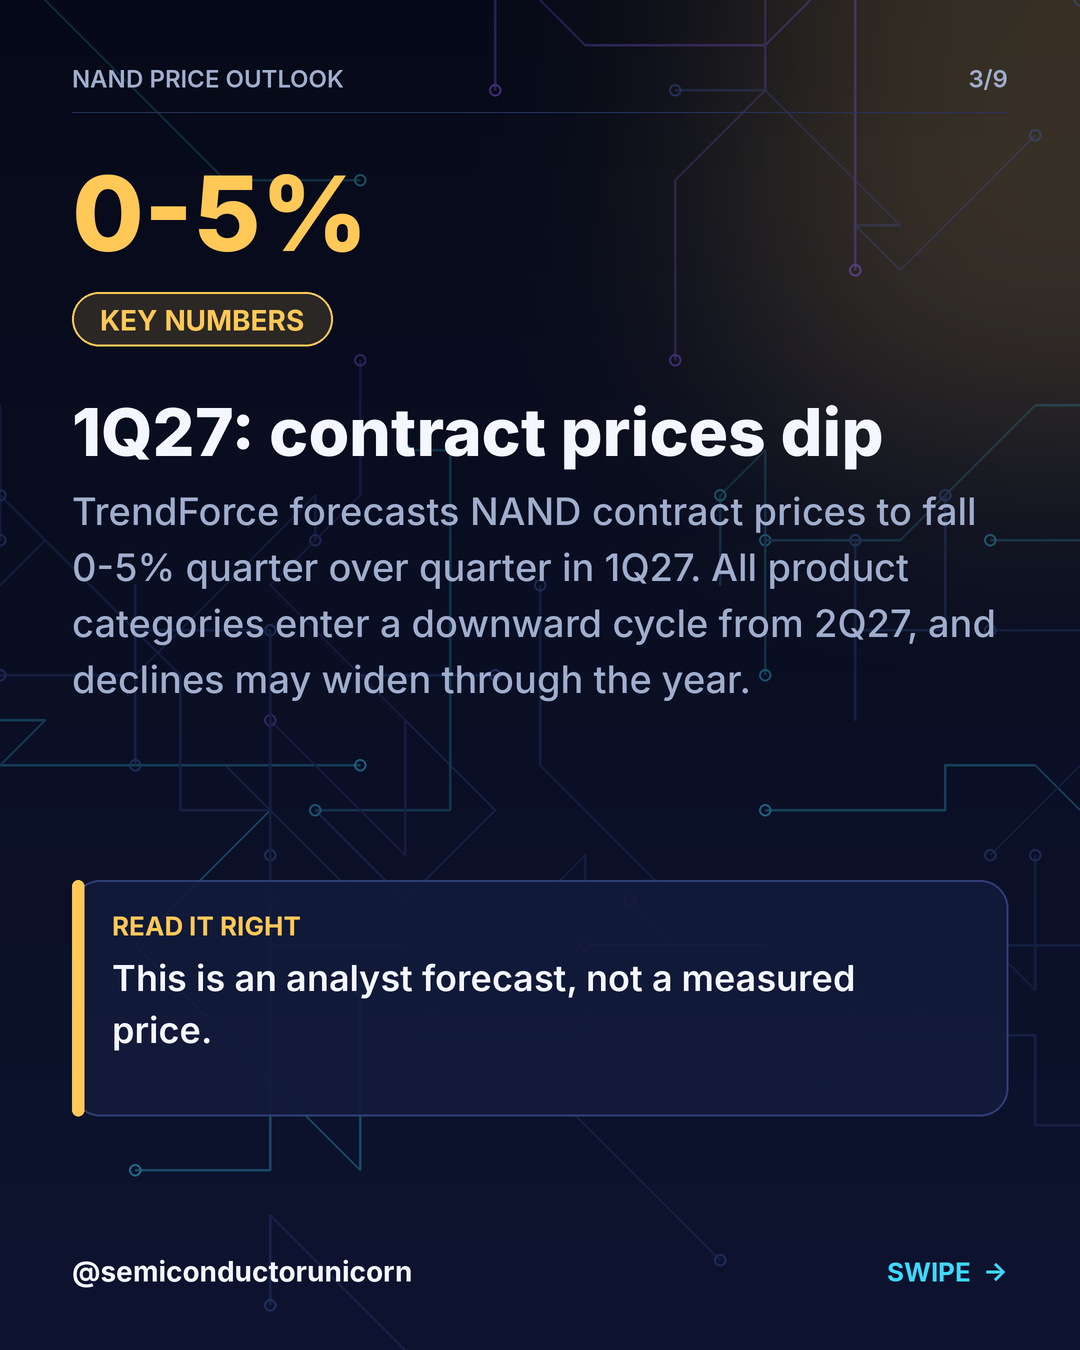 NAND PRICE OUTLOOK
3/9
0-5%
KEY NUMBERS
1Q27: contract prices dip
TrendForce forecasts NAND contract prices to fall
0-5% quarter over quarter in 1Q27. All product
categories enter a downward cycle from 2Q27, and
declines may widen through the year.
READ IT RIGHT
This is an analyst forecast, not a measured
price.
@semiconductorunicorn
SWIPE →